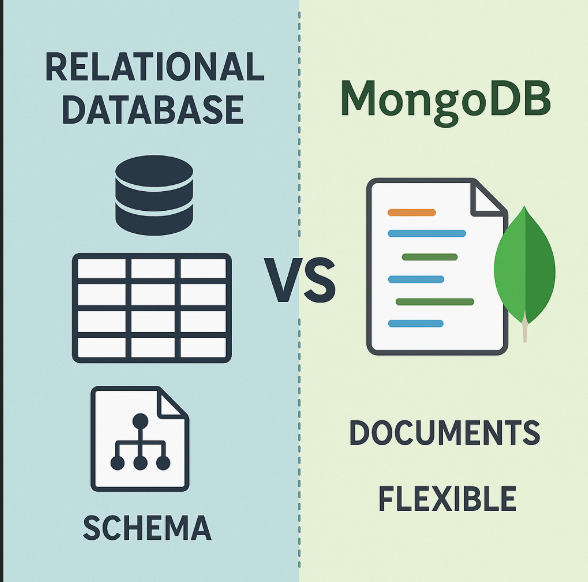 RELATIONAL
DATABASE
SCHEMA
VS
MongoDB
DOCUMENTS
FLEXIBLE